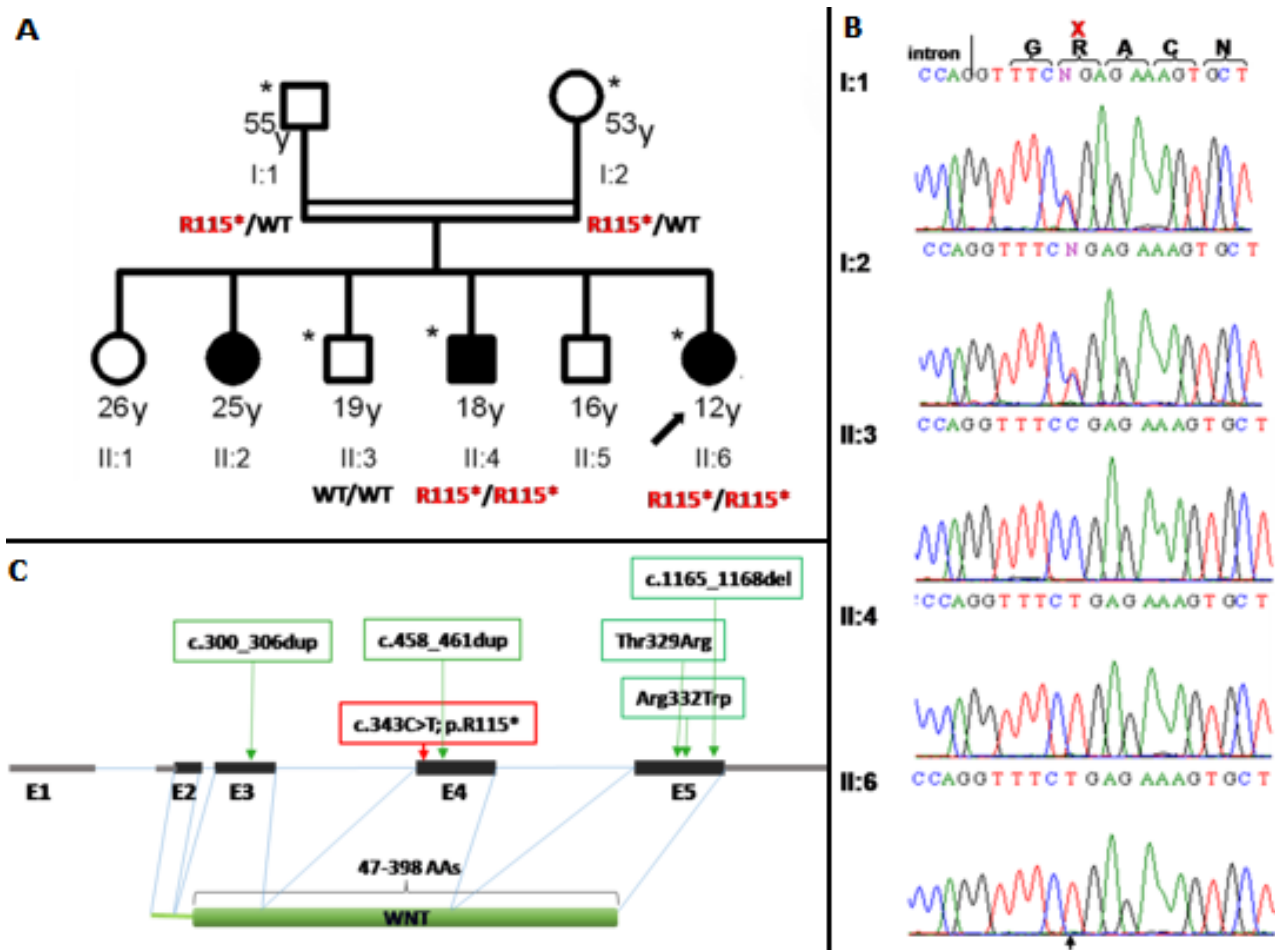 A
* *
55y 53y
I:1 I:2
R115*/WT R115*/WT
* * *
26y 25y 19y 18y 16y 12y
II:1 II:2 II:3 II:4 II:5 II:6
WT/WT R115*/R115* R115*/R115*
B
X
intron G R A C N
CCAGGTTTCNGAGAAAGTGCT
I:1
I:2
CCAGGTTTCNGAGAAAGTGCT
II:3
CCAGGTTTCCGAGAAAGTGCT
II:4
CCAGGTTTCTGAGAAAGTGCT
II:6
CCAGGTTTCTGAGAAAGTGCT
C
c.1165_1168del
c.300_306dup c.458_461dup Thr329Arg
Arg332Trp
c.343C>T; p.R115*
E1 E2 E3 E4 E5
47-398 AAs
WNT